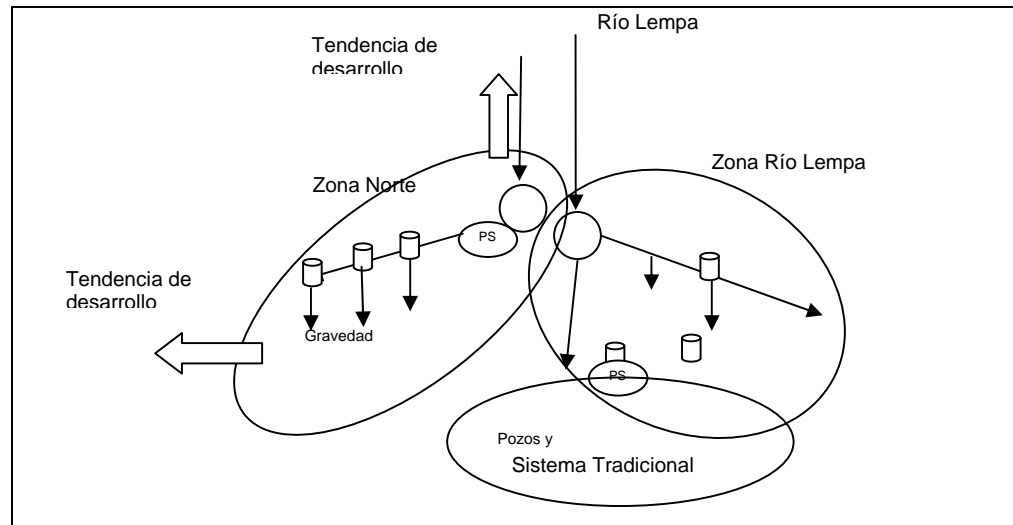 Río Lempa
Tendencia de
desarrollo
Zona Río Lempa
Zona Norte
PS
Tendencia de
desarrollo
Gravedad
PS
Pozos y
Sistema Tradicional